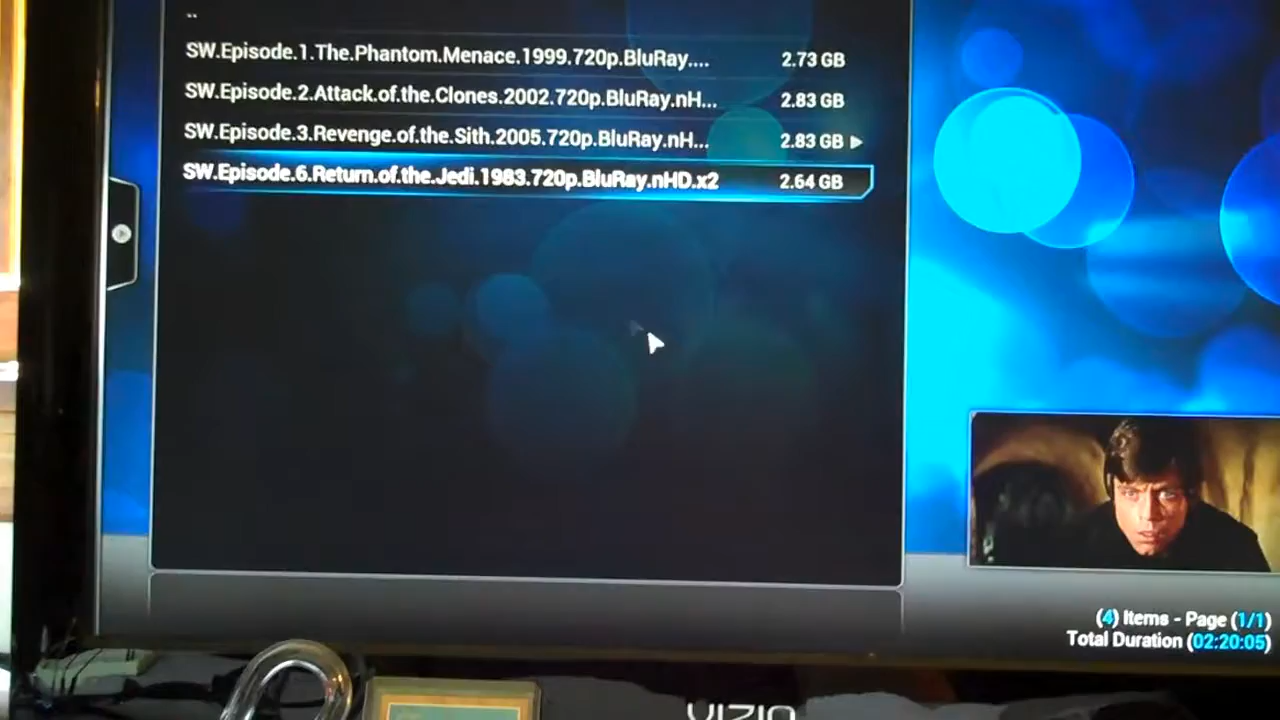 ..
SW.Episode.1.The.Phantom.Menace.1999.720p.BluRay.... 2.73 GB
SW.Episode.2.Attack.of.the.Clones.2002.720p.BluRay.nH... 2.83 GB
SW.Episode.3.Revenge.of.the.Sith.2005.720p.BluRay.nH... 2.83 GB
SW.Episode.6.Return.of.the.Jedi.1983.720p.BluRay.nHD.x2 2.64 GB
(4) Items - Page (1/1)
Total Duration (02:20:05)
VIZIO